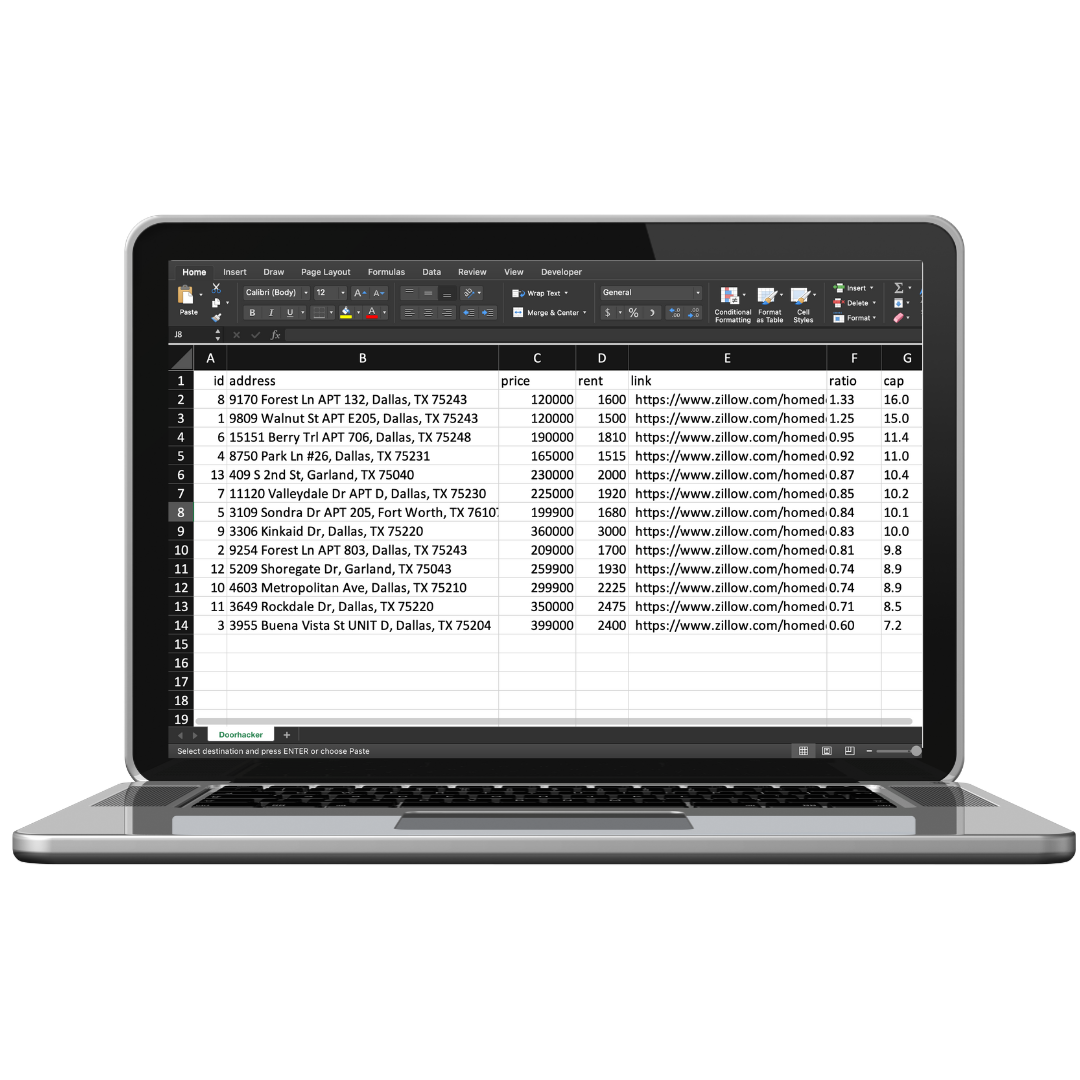 Home Insert Draw Page Layout Formulas Data Review View Developer
Paste Calibri (Body) 12 A A B I U A Wrap Text Merge & Center General $ % Conditional Formatting Format as Table Cell Styles Insert Delete Format Σ
J8 fx
A B C D E F G
1 id address price rent link ratio cap
2 8 9170 Forest Ln APT 132, Dallas, TX 75243 120000 1600 https://www.zillow.com/homed 1.33 16.0
3 1 9809 Walnut St APT E205, Dallas, TX 75243 120000 1500 https://www.zillow.com/homed 1.25 15.0
4 6 15151 Berry Trl APT 706, Dallas, TX 75248 190000 1810 https://www.zillow.com/homed 0.95 11.4
5 4 8750 Park Ln #26, Dallas, TX 75231 165000 1515 https://www.zillow.com/homed 0.92 11.0
6 13 409 S 2nd St, Garland, TX 75040 230000 2000 https://www.zillow.com/homed 0.87 10.4
7 7 11120 Valleydale Dr APT D, Dallas, TX 75230 225000 1920 https://www.zillow.com/homed 0.85 10.2
8 5 3109 Sondra Dr APT 205, Fort Worth, TX 76107 199900 1680 https://www.zillow.com/homed 0.84 10.1
9 9 3306 Kinkaid Dr, Dallas, TX 75220 360000 3000 https://www.zillow.com/homed 0.83 10.0
10 2 9254 Forest Ln APT 803, Dallas, TX 75243 209000 1700 https://www.zillow.com/homed 0.81 9.8
11 12 5209 Shoregate Dr, Garland, TX 75043 259900 1930 https://www.zillow.com/homed 0.74 8.9
12 10 4603 Metropolitan Ave, Dallas, TX 75210 299900 2225 https://www.zillow.com/homed 0.74 8.9
13 11 3649 Rockdale Dr, Dallas, TX 75220 350000 2475 https://www.zillow.com/homed 0.71 8.5
14 3 3955 Buena Vista St UNIT D, Dallas, TX 75204 399000 2400 https://www.zillow.com/homed 0.60 7.2
15
16
17
18
19
Doorhacker +
Select destination and press ENTER or choose Paste